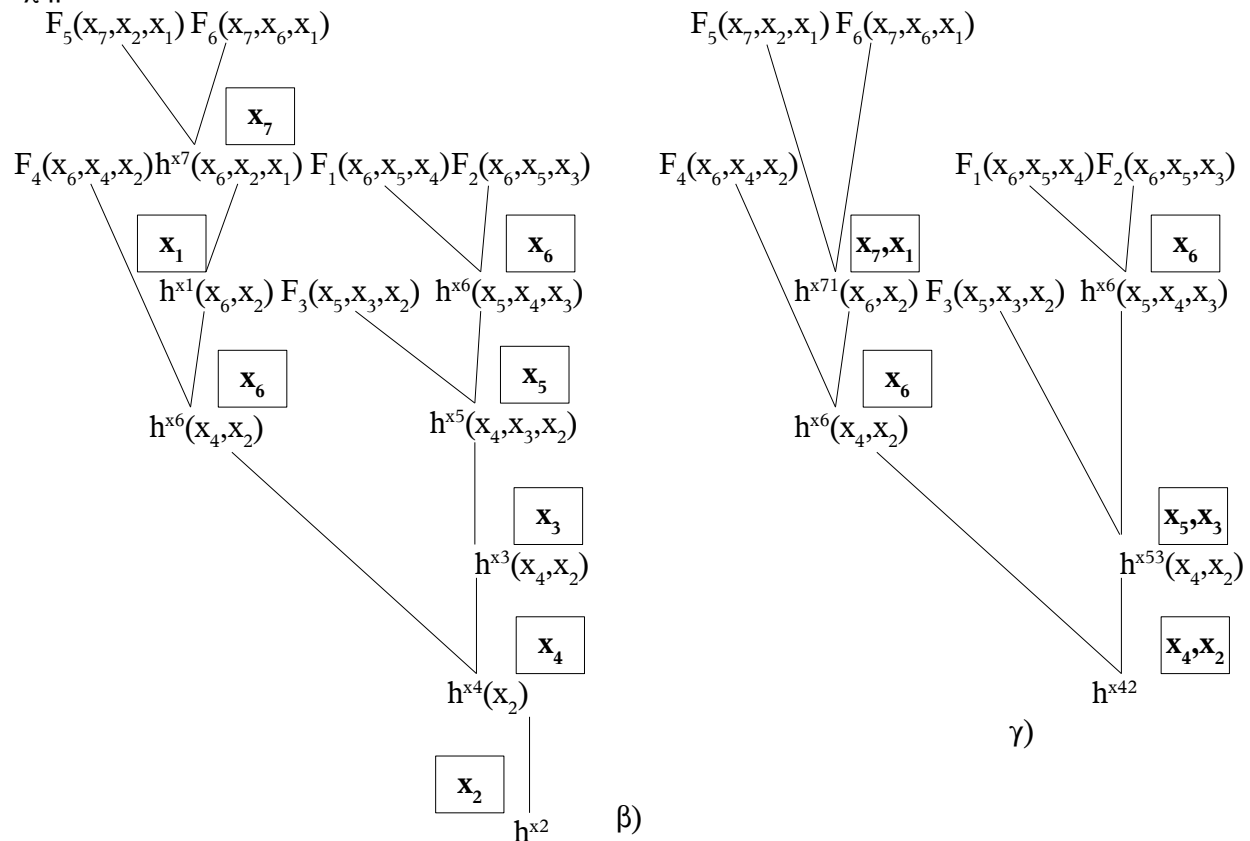 F₅(x₇,x₂,x₁) F₆(x₇,x₆,x₁) F₅(x₇,x₂,x₁) F₆(x₇,x₆,x₁)
x₇
F₄(x₆,x₄,x₂) hˣ⁷(x₆,x₂,x₁) F₁(x₆,x₅,x₄) F₂(x₆,x₅,x₃) F₄(x₆,x₄,x₂) F₁(x₆,x₅,x₄) F₂(x₆,x₅,x₃)
x₁ x₆ x₇,x₁ x₆
hˣ¹(x₆,x₂) F₃(x₅,x₃,x₂) hˣ⁶(x₅,x₄,x₃) hˣ⁷¹(x₆,x₂) F₃(x₅,x₃,x₂) hˣ⁶(x₅,x₄,x₃)
x₆ x₅ x₆
hˣ⁶(x₄,x₂) hˣ⁵(x₄,x₃,x₂) hˣ⁶(x₄,x₂)
x₃ x₅,x₃
hˣ³(x₄,x₂) hˣ⁵³(x₄,x₂)
x₄ x₄,x₂
hˣ⁴(x₂) hˣ⁴²
γ)
x₂
hˣ² β)